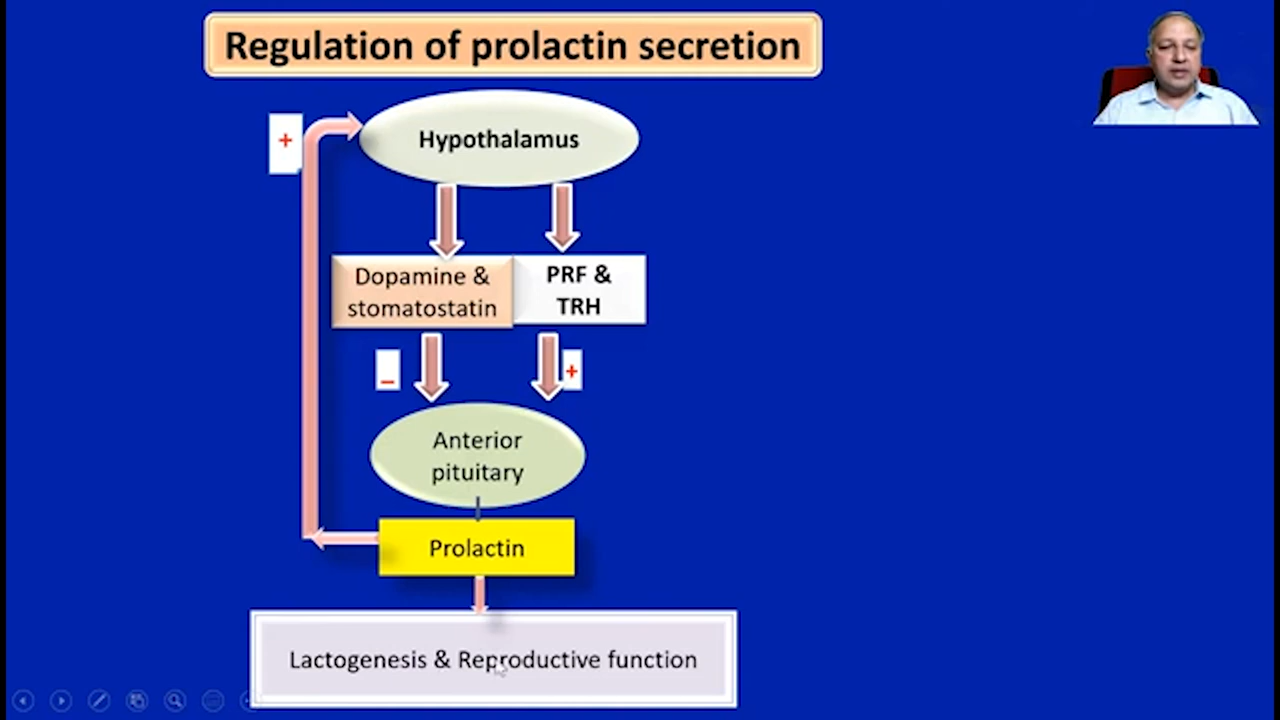 Regulation of prolactin secretion
+
Hypothalamus
Dopamine &
stomatostatin
PRF &
TRH
–
+
Anterior
pituitary
Prolactin
Lactogenesis & Reproductive function